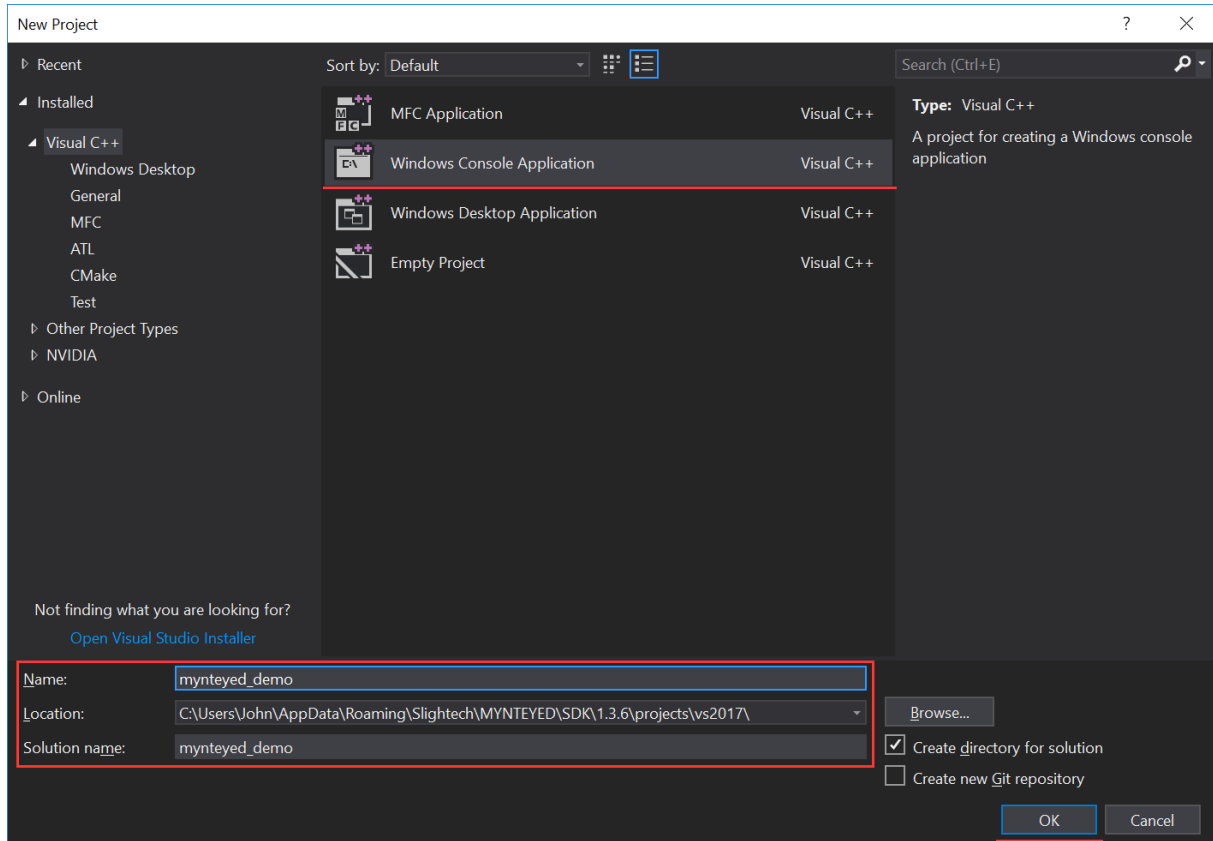 New Project
?
Recent
Installed
Visual C++
Windows Desktop
General
MFC
ATL
CMake
Test
Other Project Types
NVIDIA
Online
Not finding what you are looking for?
Open Visual Studio Installer
Sort by: Default
MFC Application Visual C++
Windows Console Application Visual C++
Windows Desktop Application Visual C++
Empty Project Visual C++
Search (Ctrl+E)
Type: Visual C++
A project for creating a Windows console
application
Name: mynteyed_demo
Location: C:\Users\John\AppData\Roaming\Slightech\MYNTEYED\SDK\1.3.6\projects\vs2017\
Solution name: mynteyed_demo
Browse...
Create directory for solution
Create new Git repository
OK Cancel